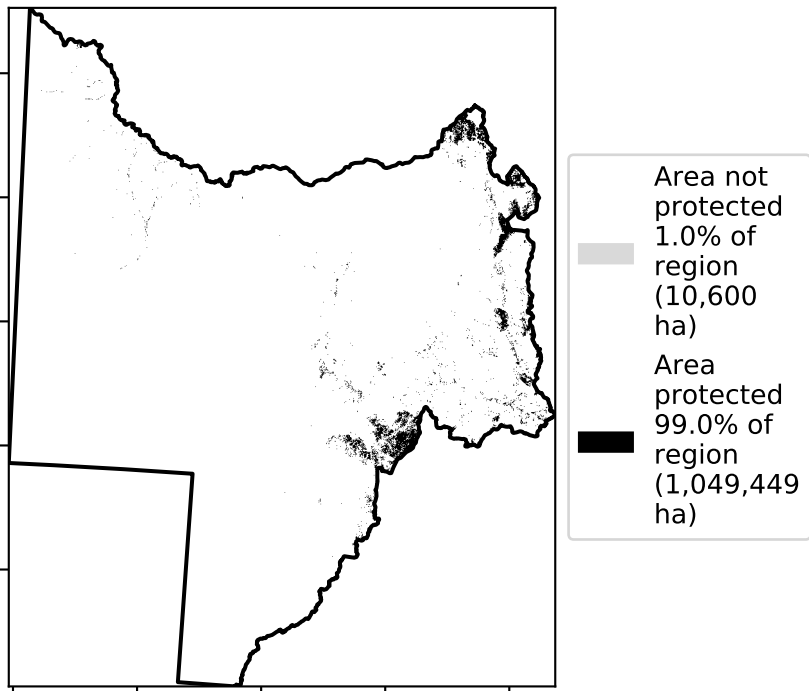 Area not
protected
1.0% of
region
(10,600
ha)
Area
protected
99.0% of
region
(1,049,449
ha)